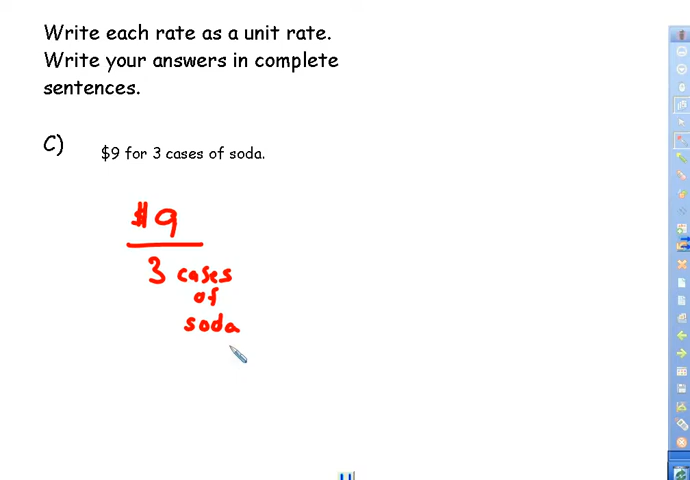 Write each rate as a unit rate.
Write your answers in complete
sentences.
C) $9 for 3 cases of soda.
$9
3 cases
of
soda